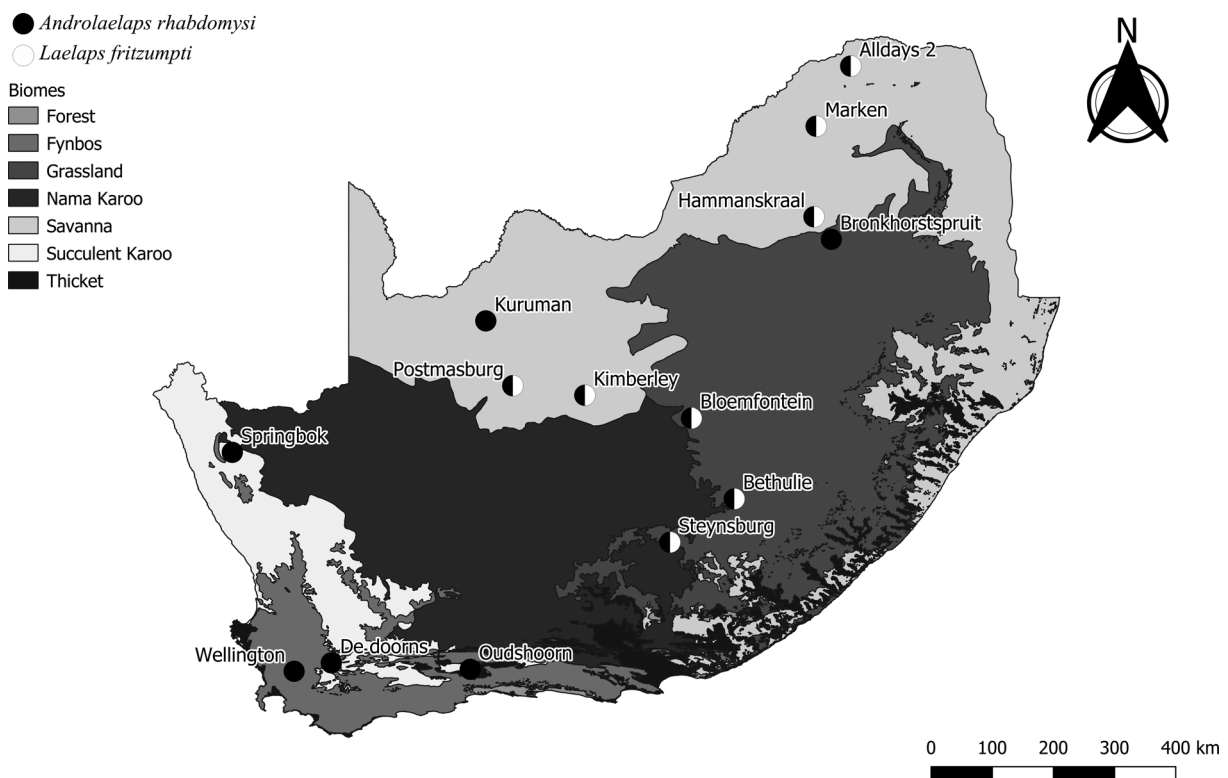 Androlaelaps rhabdomysi
Laelaps fritzumpti
Biomes
Forest
Fynbos
Grassland
Nama Karoo
Savanna
Succulent Karoo
Thicket
N
Alldays 2
Marken
Hammanskraal
Bronkhorstspruit
Kuruman
Postmasburg
Kimberley
Bloemfontein
Springbok
Bethulie
Steynsburg
Wellington
De doorns
Oudshoorn
0 100 200 300 400 km